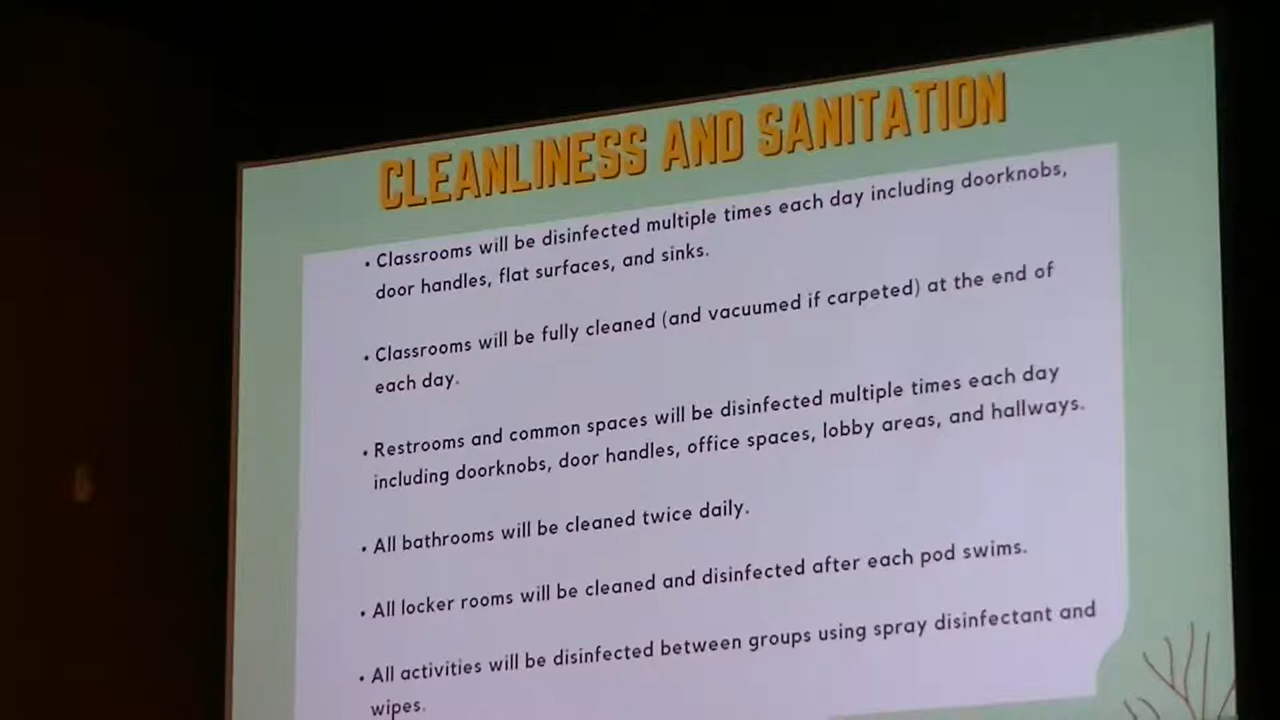 CLEANLINESS AND SANITATION
• Classrooms will be disinfected multiple times each day including doorknobs,
door handles, flat surfaces, and sinks.
• Classrooms will be fully cleaned (and vacuumed if carpeted) at the end of
each day.
• Restrooms and common spaces will be disinfected multiple times each day
including doorknobs, door handles, office spaces, lobby areas, and hallways.
• All bathrooms will be cleaned twice daily.
• All locker rooms will be cleaned and disinfected after each pod swims.
• All activities will be disinfected between groups using spray disinfectant and
wipes.